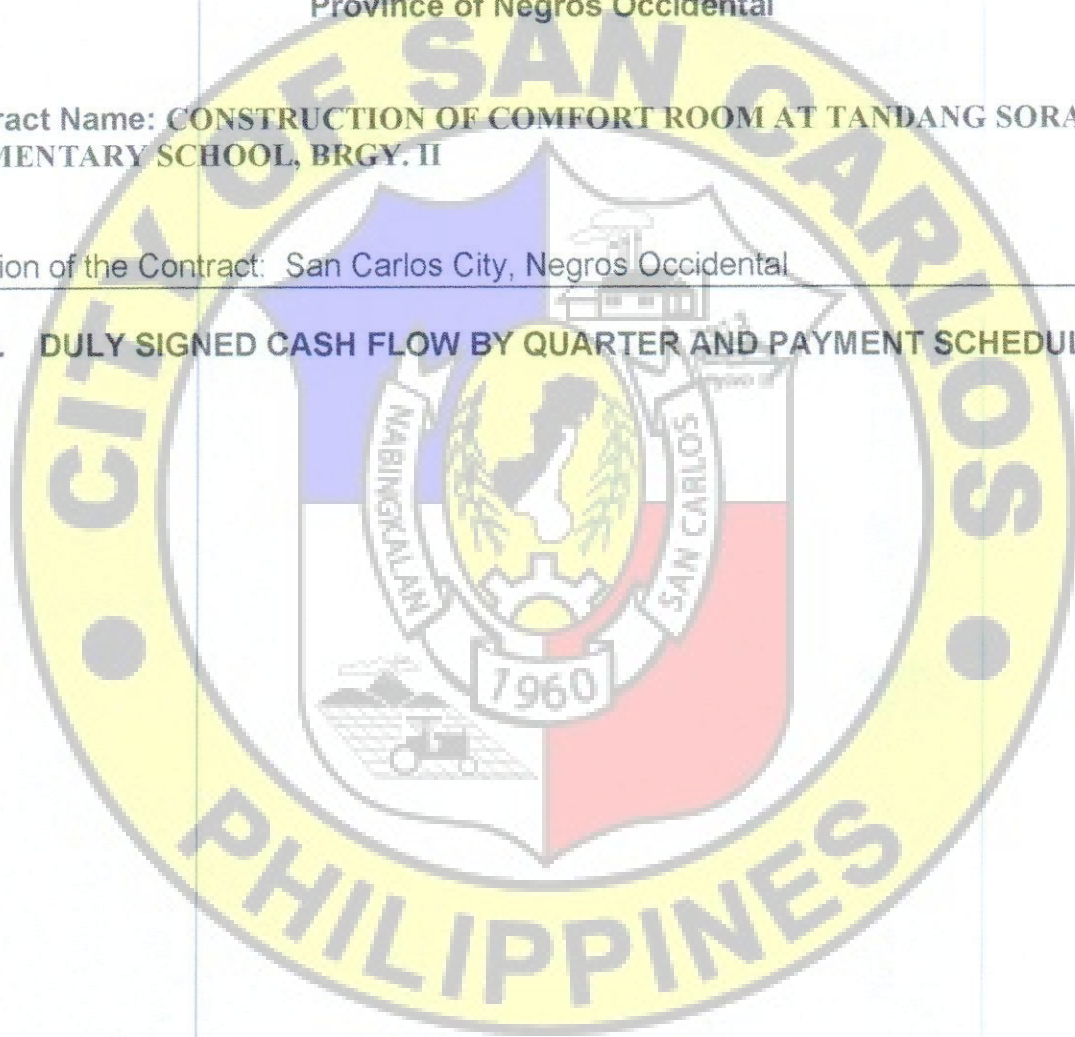 Province of Negros Occidental
ract Name: CONSTRUCTION OF COMFORT ROOM AT TANDANG SORA
MENTARY SCHOOL, BRGY. II
ion of the Contract: San Carlos City, Negros Occidental
. DULY SIGNED CASH FLOW BY QUARTER AND PAYMENT SCHEDUL
CITY OF SAN CARLOS
NABINGKALAN
SAN CARLOS
1960
PHILIPPINES